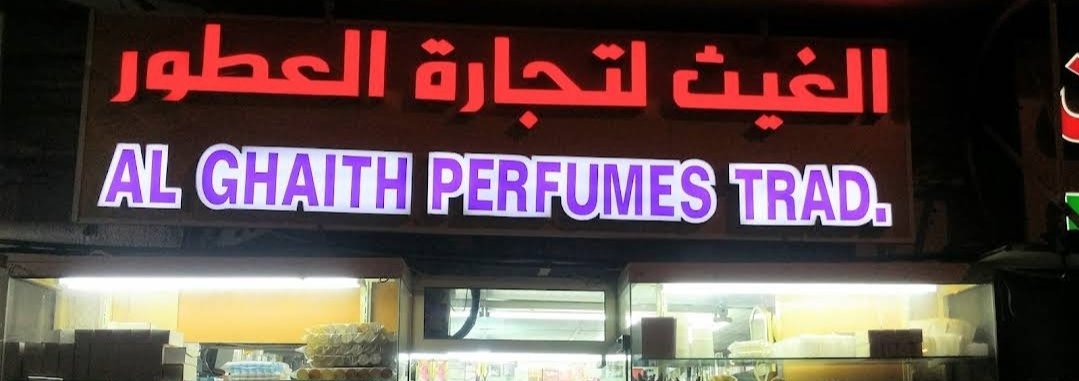 الغيث لتجارة العطور
AL GHAITH PERFUMES TRAD.